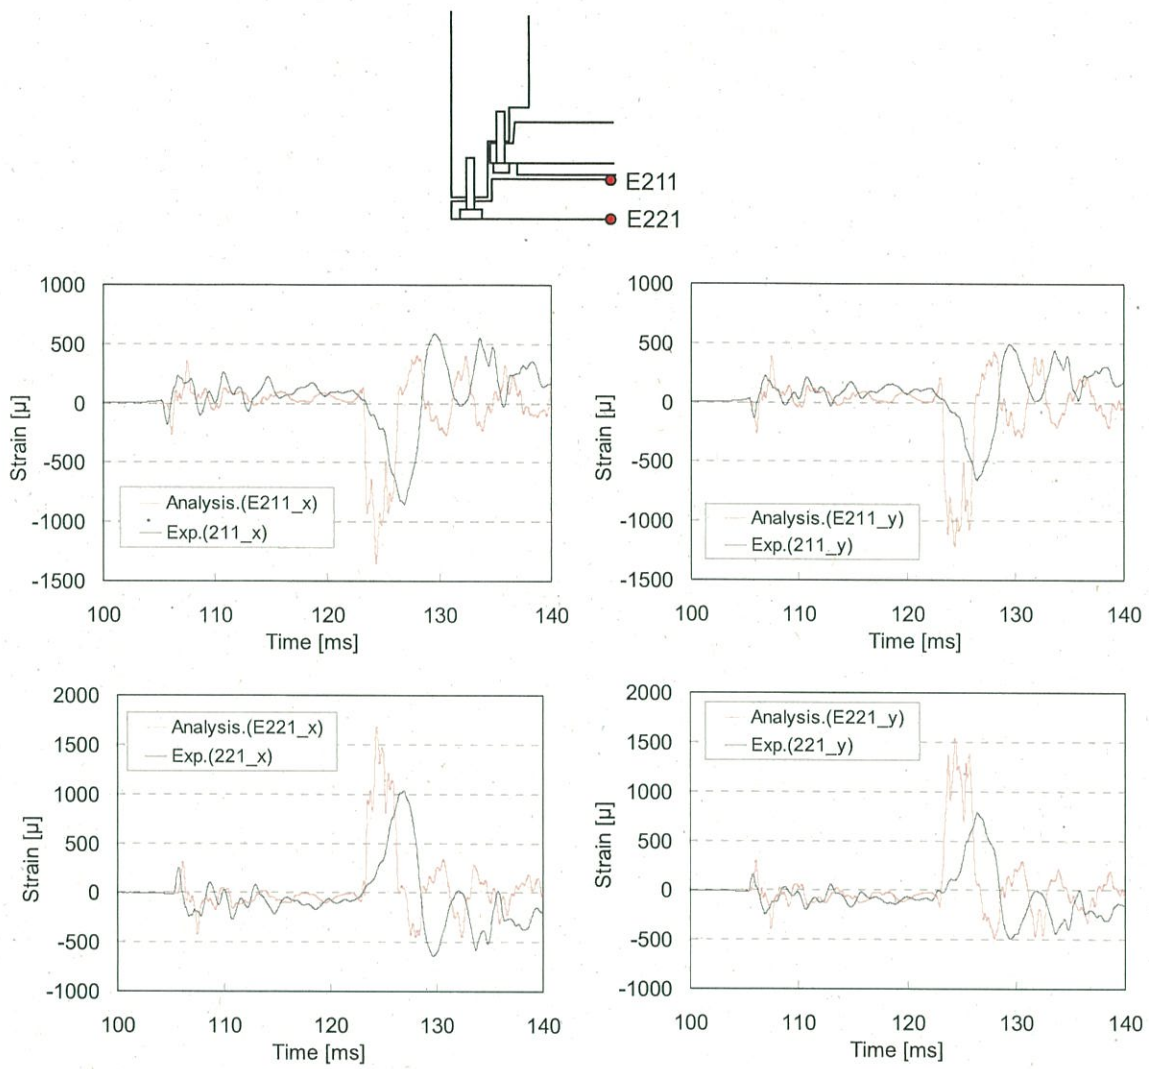 E211
E221
1000
500
0
-500
-1000
-1500
Strain [µ]
Analysis.(E211_x)
Exp.(211_x)
100
110
120
130
140
Time [ms]
1000
500
0
-500
-1000
-1500
Strain [µ]
Analysis.(E211_y)
Exp.(211_y)
100
110
120
130
140
Time [ms]
2000
1500
1000
500
0
-500
-1000
Strain [µ]
Analysis.(E221_x)
Exp.(221_x)
100
110
120
130
140
Time [ms]
2000
1500
1000
500
0
-500
-1000
Strain [µ]
Analysis.(E221_y)
Exp.(221_y)
100
110
120
130
140
Time [ms]